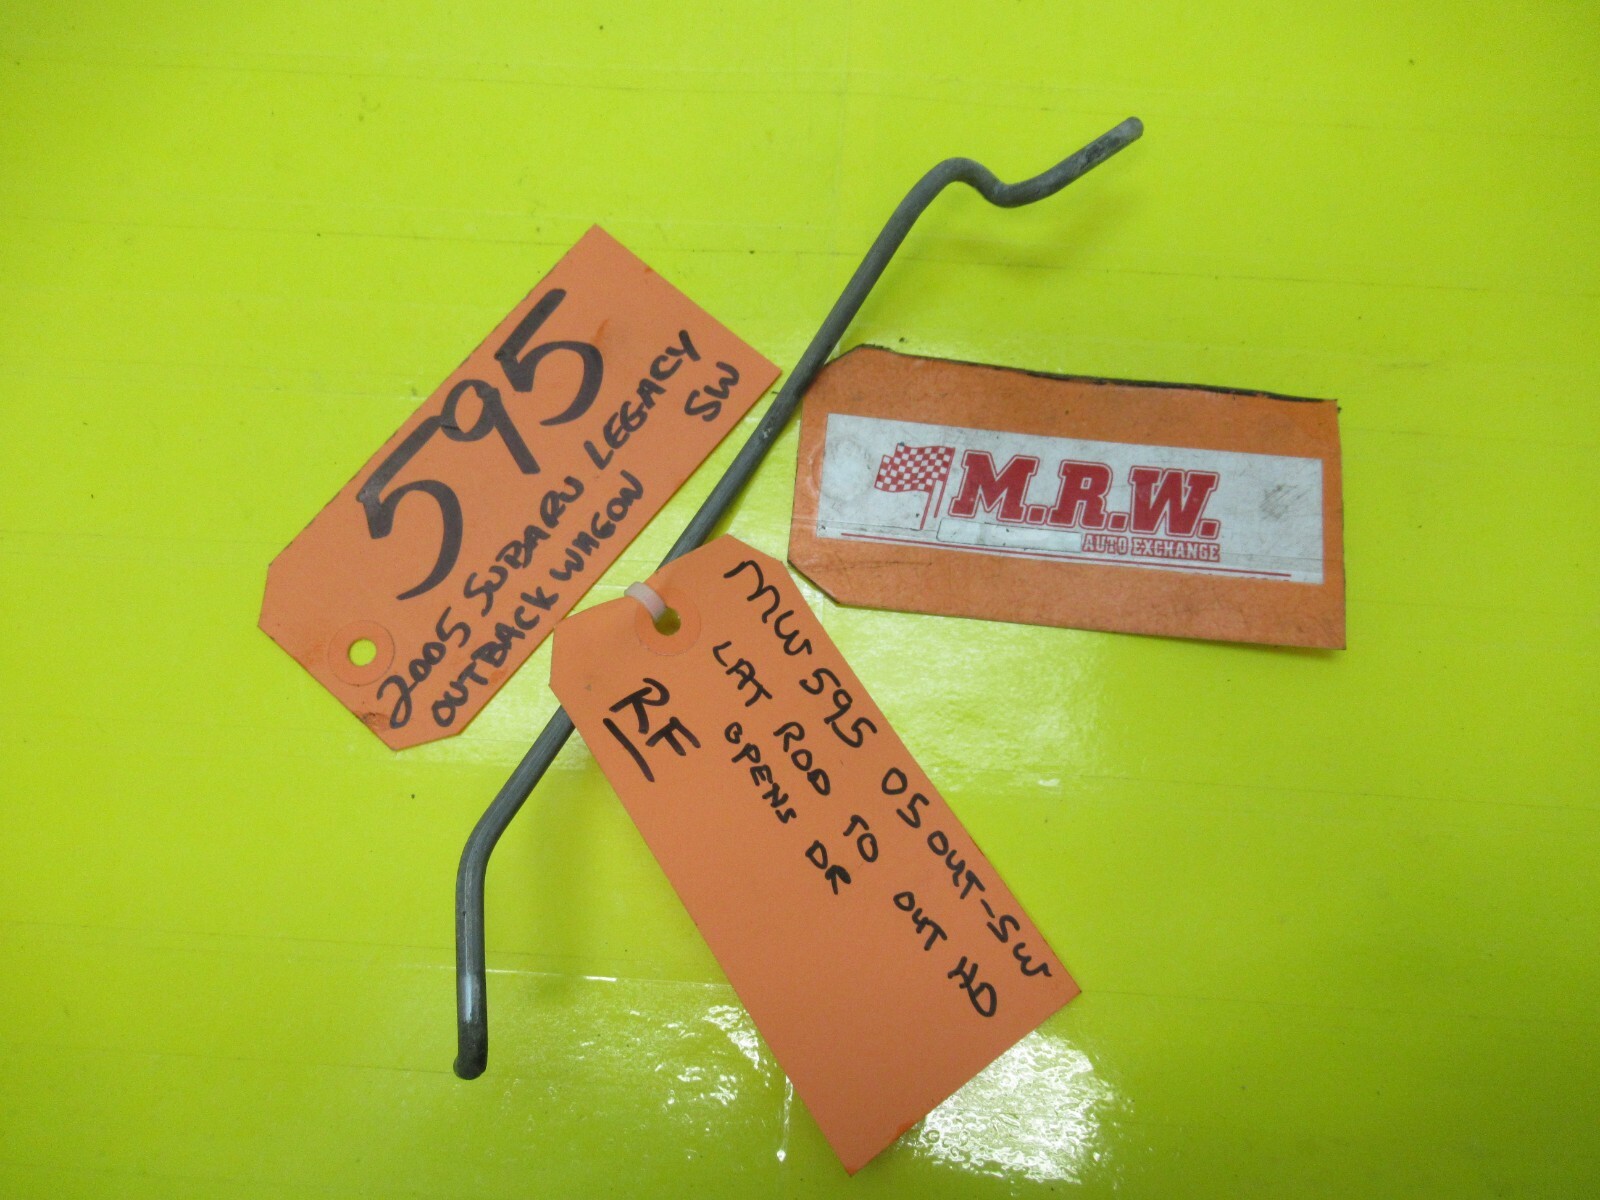 595
2005 SUBARU LEGACY
OUTBACK WAGON SW
M.R.W.
AUTO EXCHANGE
MW 595 05 OUT-SW
LAT ROD TO OUT HD
OPENS DR
RF